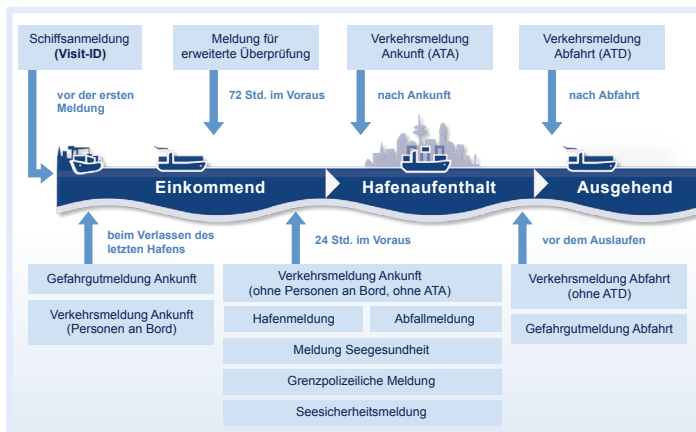 Schiffsanmeldung
(Visit-ID)
Meldung für
erweiterte Überprüfung
Verkehrsmeldung
Ankunft (ATA)
Verkehrsmeldung
Abfahrt (ATD)
vor der ersten
Meldung
72 Std. im Voraus
nach Ankunft
nach Abfahrt
Einkommend
Hafenaufenthalt
Ausgehend
beim Verlassen des
letzten Hafens
24 Std. im Voraus
vor dem Auslaufen
Gefahrgutmeldung Ankunft
Verkehrsmeldung Ankunft
(Personen an Bord)
Verkehrsmeldung Ankunft
(ohne Personen an Bord, ohne ATA)
Hafenmeldung
Abfallmeldung
Meldung Seegesundheit
Grenzpolizeiliche Meldung
Seesicherheitsmeldung
Verkehrsmeldung Abfahrt
(ohne ATD)
Gefahrgutmeldung Abfahrt